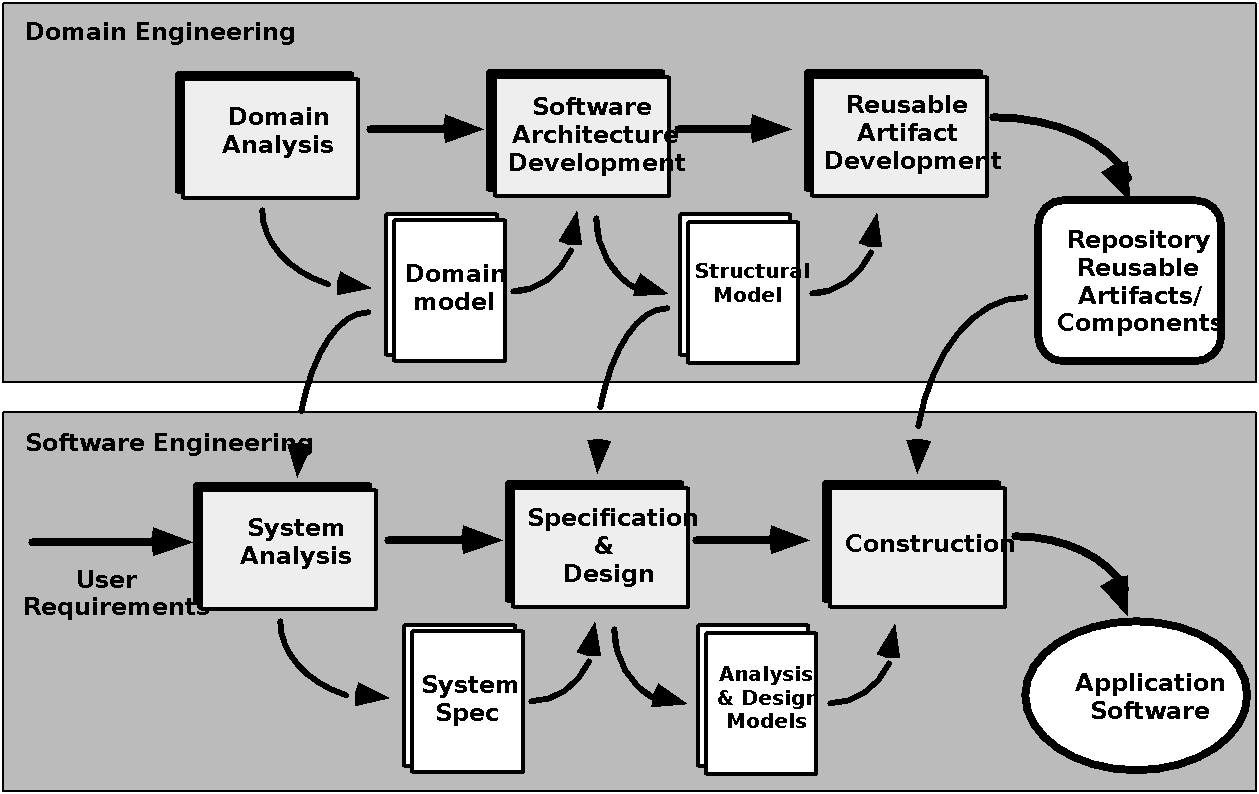 Domain Engineering
Domain
Analysis
Software
Architecture
Development
Reusable
Artifact
Development
Domain
model
Structural
Model
Repository
Reusable
Artifacts/
Components
Software Engineering
User
Requirements
System
Analysis
Specification
&
Design
Construction
System
Spec
Analysis
& Design
Models
Application
Software